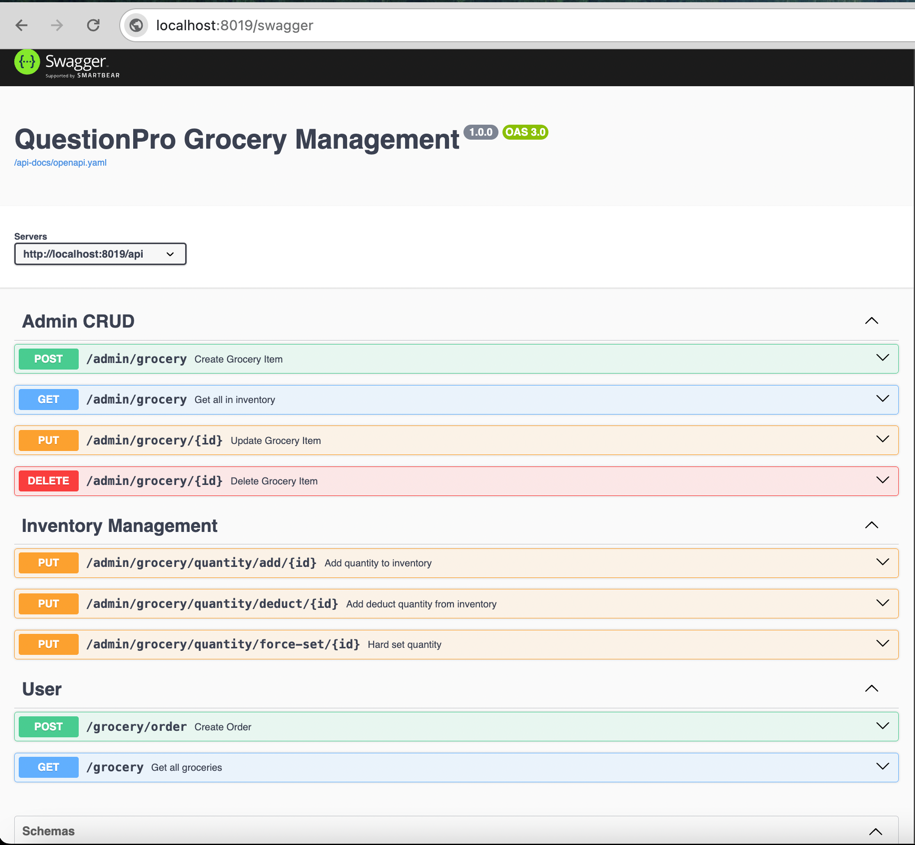 localhost:8019/swagger
{··} Swagger.
Supported by SMARTBEAR
QuestionPro Grocery Management 1.0.0 OAS 3.0
/api-docs/openapi.yaml
Servers
http://localhost:8019/api
Admin CRUD
POST /admin/grocery Create Grocery Item
GET /admin/grocery Get all in inventory
PUT /admin/grocery/{id} Update Grocery Item
DELETE /admin/grocery/{id} Delete Grocery Item
Inventory Management
PUT /admin/grocery/quantity/add/{id} Add quantity to inventory
PUT /admin/grocery/quantity/deduct/{id} Add deduct quantity from inventory
PUT /admin/grocery/quantity/force-set/{id} Hard set quantity
User
POST /grocery/order Create Order
GET /grocery Get all groceries
Schemas